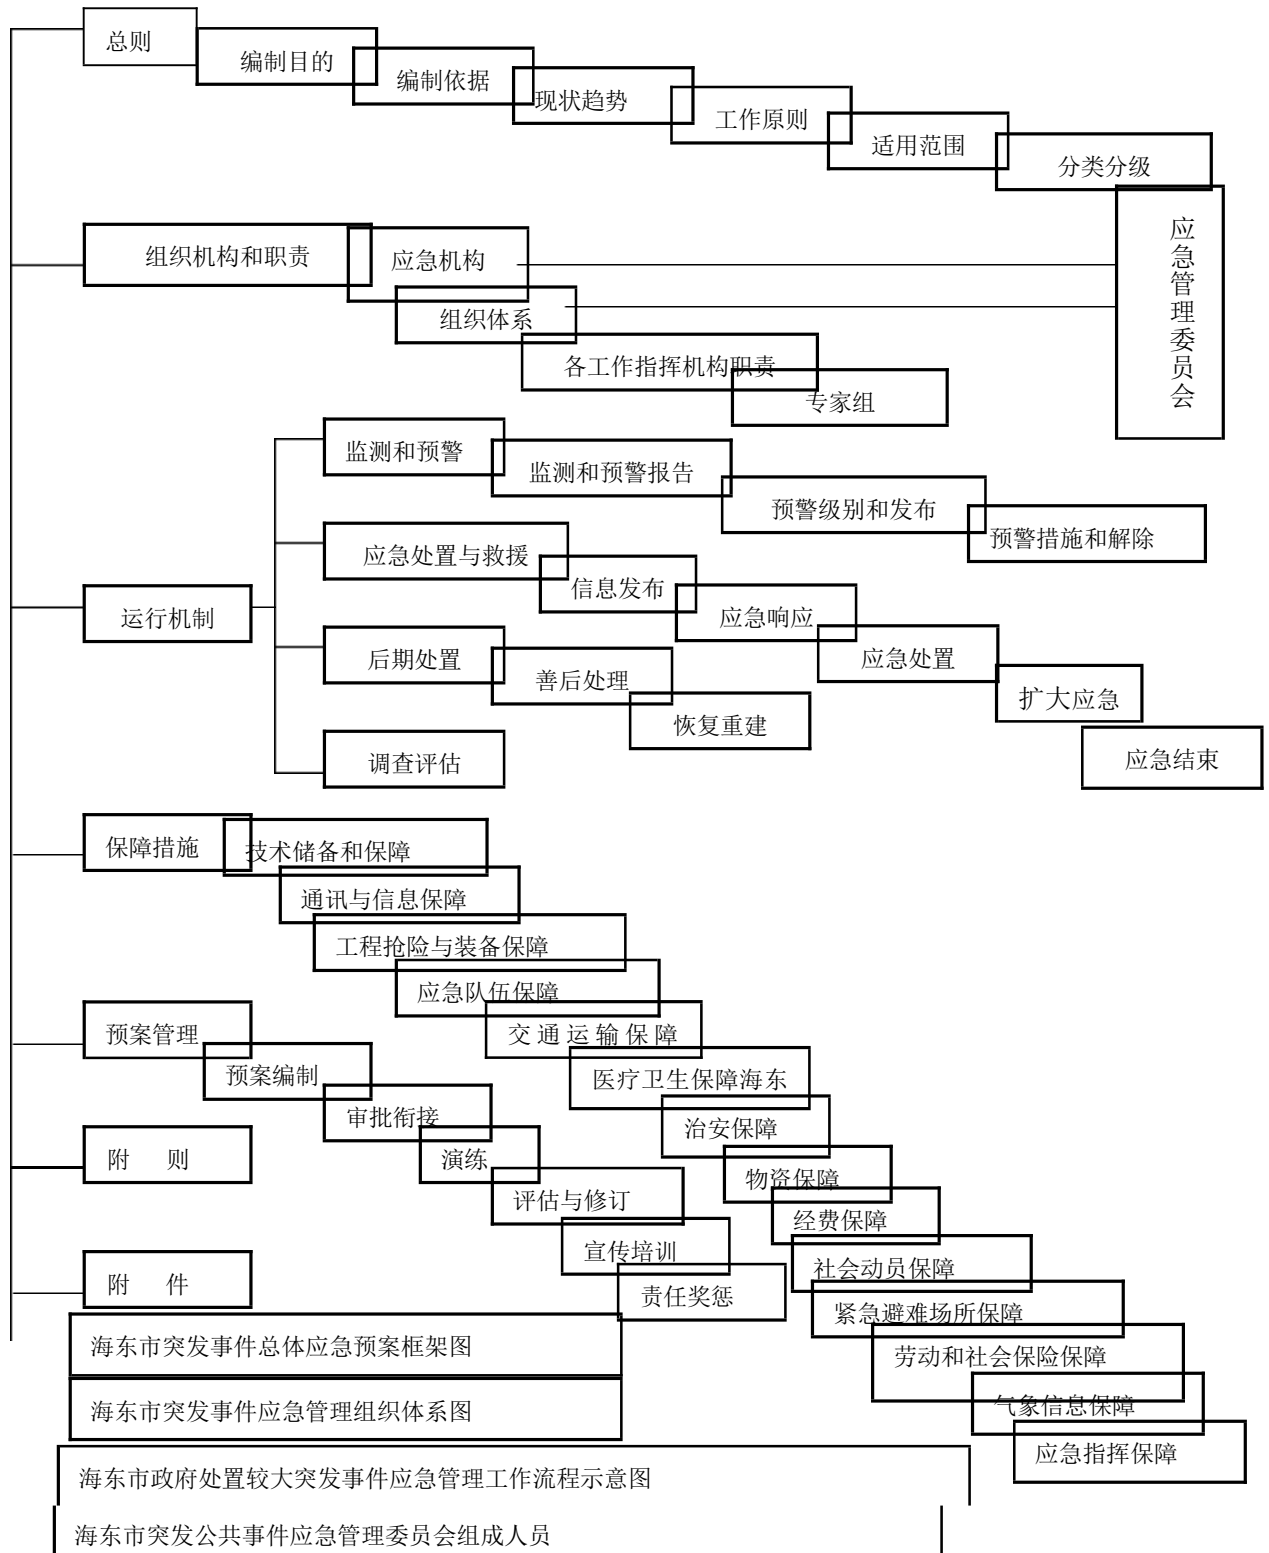 总则
编制目的
编制依据
现状趋势
工作原则
适用范围
分类分级
组织机构和职责
应急机构
组织体系
各工作指挥机构职责
专家组
应急管理委员会
运行机制
监测和预警
监测和预警报告
预警级别和发布
预警措施和解除
应急处置与救援
信息发布
应急响应
应急处置
扩大应急
应急结束
后期处置
善后处理
恢复重建
调查评估
保障措施
技术储备和保障
通讯与信息保障
工程抢险与装备保障
应急队伍保障
交通运输保障
医疗卫生保障海东
治安保障
物资保障
经费保障
社会动员保障
紧急避难场所保障
劳动和社会保险保障
气象信息保障
应急指挥保障
预案管理
预案编制
审批衔接
演练
评估与修订
宣传培训
责任奖惩
附 则
附 件
海东市突发事件总体应急预案框架图
海东市突发事件应急管理组织体系图
海东市政府处置较大突发事件应急管理工作流程示意图
海东市突发公共事件应急管理委员会组成人员